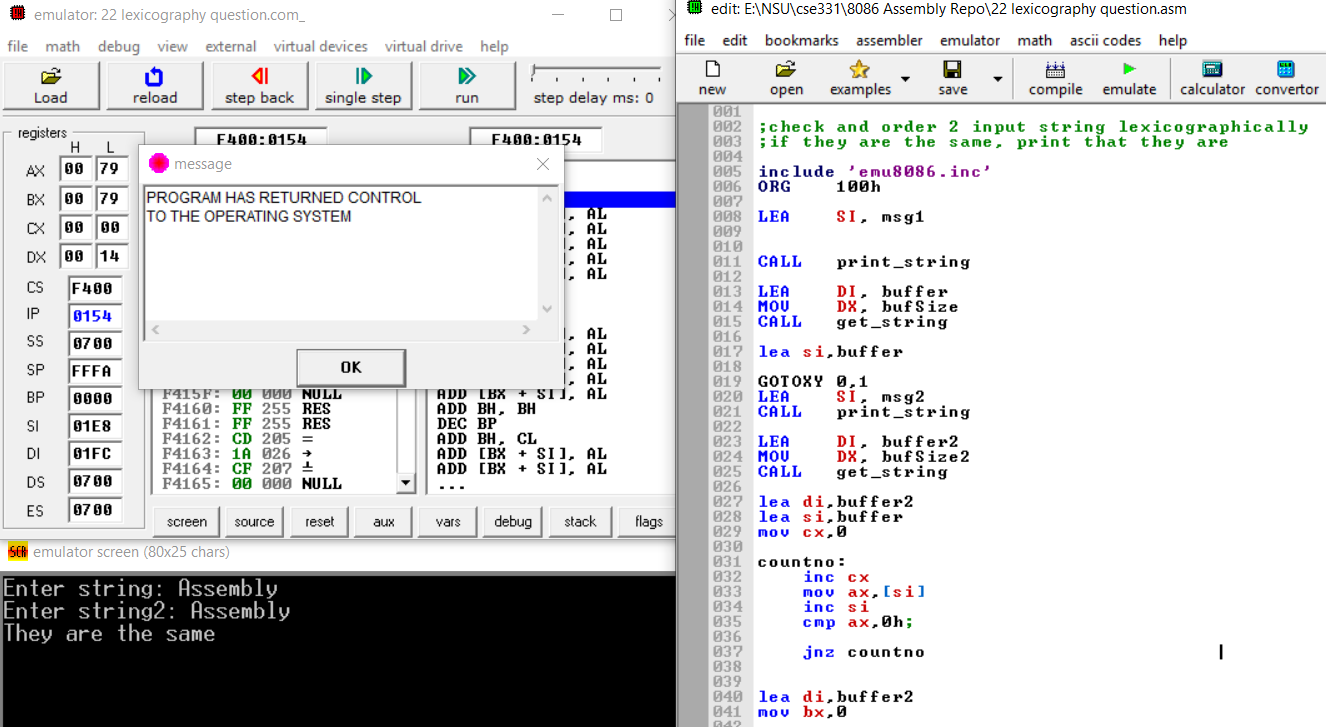 emulator: 22 lexicography question.com_
file math debug view external virtual devices virtual drive help
Load reload step back single step run step delay ms: 0
registers
F400:0154 F400:0154
H L
AX 00 79
BX 00 79
CX 00 00
DX 00 14
CS F400
IP 0154
SS 0700
SP FFFA
BP 0000
SI 01E8
DI 01FC
DS 0700
ES 0700
message
PROGRAM HAS RETURNED CONTROL
TO THE OPERATING SYSTEM
OK
, AL
, AL
, AL
, AL
, AL
, AL
, AL
, AL
, AL
F415F: 00 000 NULL ADD [BX + SI], AL
F4160: FF 255 RES ADD BH, BH
F4161: FF 255 RES DEC BP
F4162: CD 205 = ADD BH, CL
F4163: 1A 026 → ADD [BX + SI], AL
F4164: CF 207 ╧ ADD [BX + SI], AL
F4165: 00 000 NULL ...
screen source reset aux vars debug stack flags
emulator screen (80x25 chars)
Enter string: Assembly
Enter string2: Assembly
They are the same
edit: E:\NSU\cse331\8086 Assembly Repo\22 lexicography question.asm
file edit bookmarks assembler emulator math ascii codes help
new open examples save compile emulate calculator convertor
001
002 ;check and order 2 input string lexicographically
003 ;if they are the same, print that they are
004
005 include 'emu8086.inc'
006 ORG 100h
007
008 LEA SI, msg1
009
010
011 CALL print_string
012
013 LEA DI, buffer
014 MOV DX, bufSize
015 CALL get_string
016
017 lea si,buffer
018
019 GOTOXY 0,1
020 LEA SI, msg2
021 CALL print_string
022
023 LEA DI, buffer2
024 MOV DX, bufSize2
025 CALL get_string
026
027 lea di,buffer2
028 lea si,buffer
029 mov cx,0
030
031 countno:
032 inc cx
033 mov ax,[si]
034 inc si
035 cmp ax,0h;
036
037 jnz countno
038
039
040 lea di,buffer2
041 mov bx,0
042